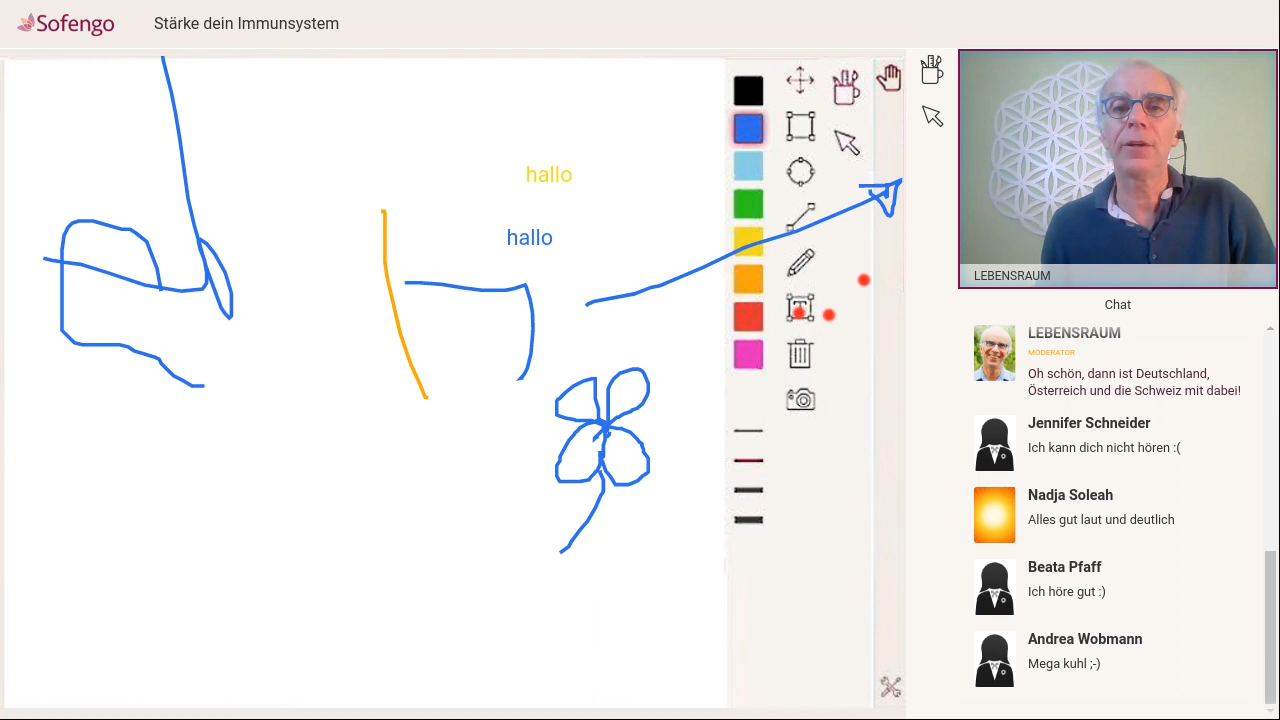 Sofengo
Stärke dein Immunsystem
hallo
hallo
T
LEBENSRAUM
Chat
LEBENSRAUM
MODERATOR
Oh schön, dann ist Deutschland,
Österreich und die Schweiz mit dabei!
Jennifer Schneider
Ich kann dich nicht hören :(
Nadja Soleah
Alles gut laut und deutlich
Beata Pfaff
Ich höre gut :)
Andrea Wobmann
Mega kuhl ;-)